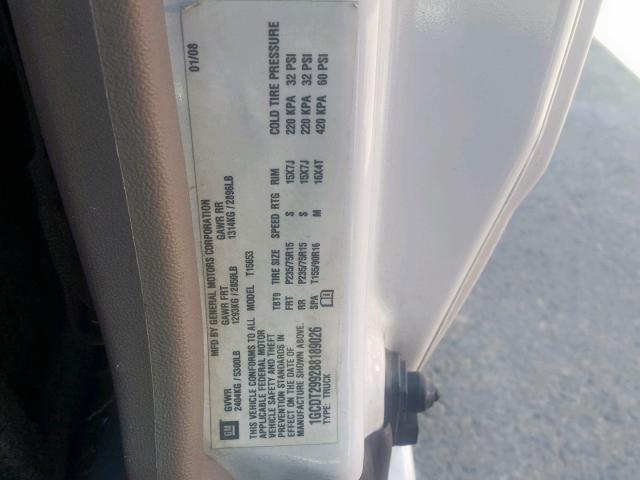 MFD BY GENERAL MOTORS CORPORATION 01/08
GM GVWR GAWR FRT GAWR RR
2404KG / 5300LB 1293KG / 2850LB 1314KG / 2896LB
THIS VEHICLE CONFORMS TO ALL MODEL T15653
APPLICABLE FEDERAL MOTOR
VEHICLE SAFETY AND THEFT
PREVENTION STANDARDS IN
EFFECT ON THE DATE OF
MANUFACTURE SHOWN ABOVE.
1GCDT299288189026
TYPE: TRUCK
TBT9 TIRE SIZE SPEED RTG RIM COLD TIRE PRESSURE
FRT P235/75R15 S 15X7J 220 KPA 32 PSI
RR P235/75R15 S 15X7J 220 KPA 32 PSI
SPA T155/90R16 M 16X4T 420 KPA 60 PSI